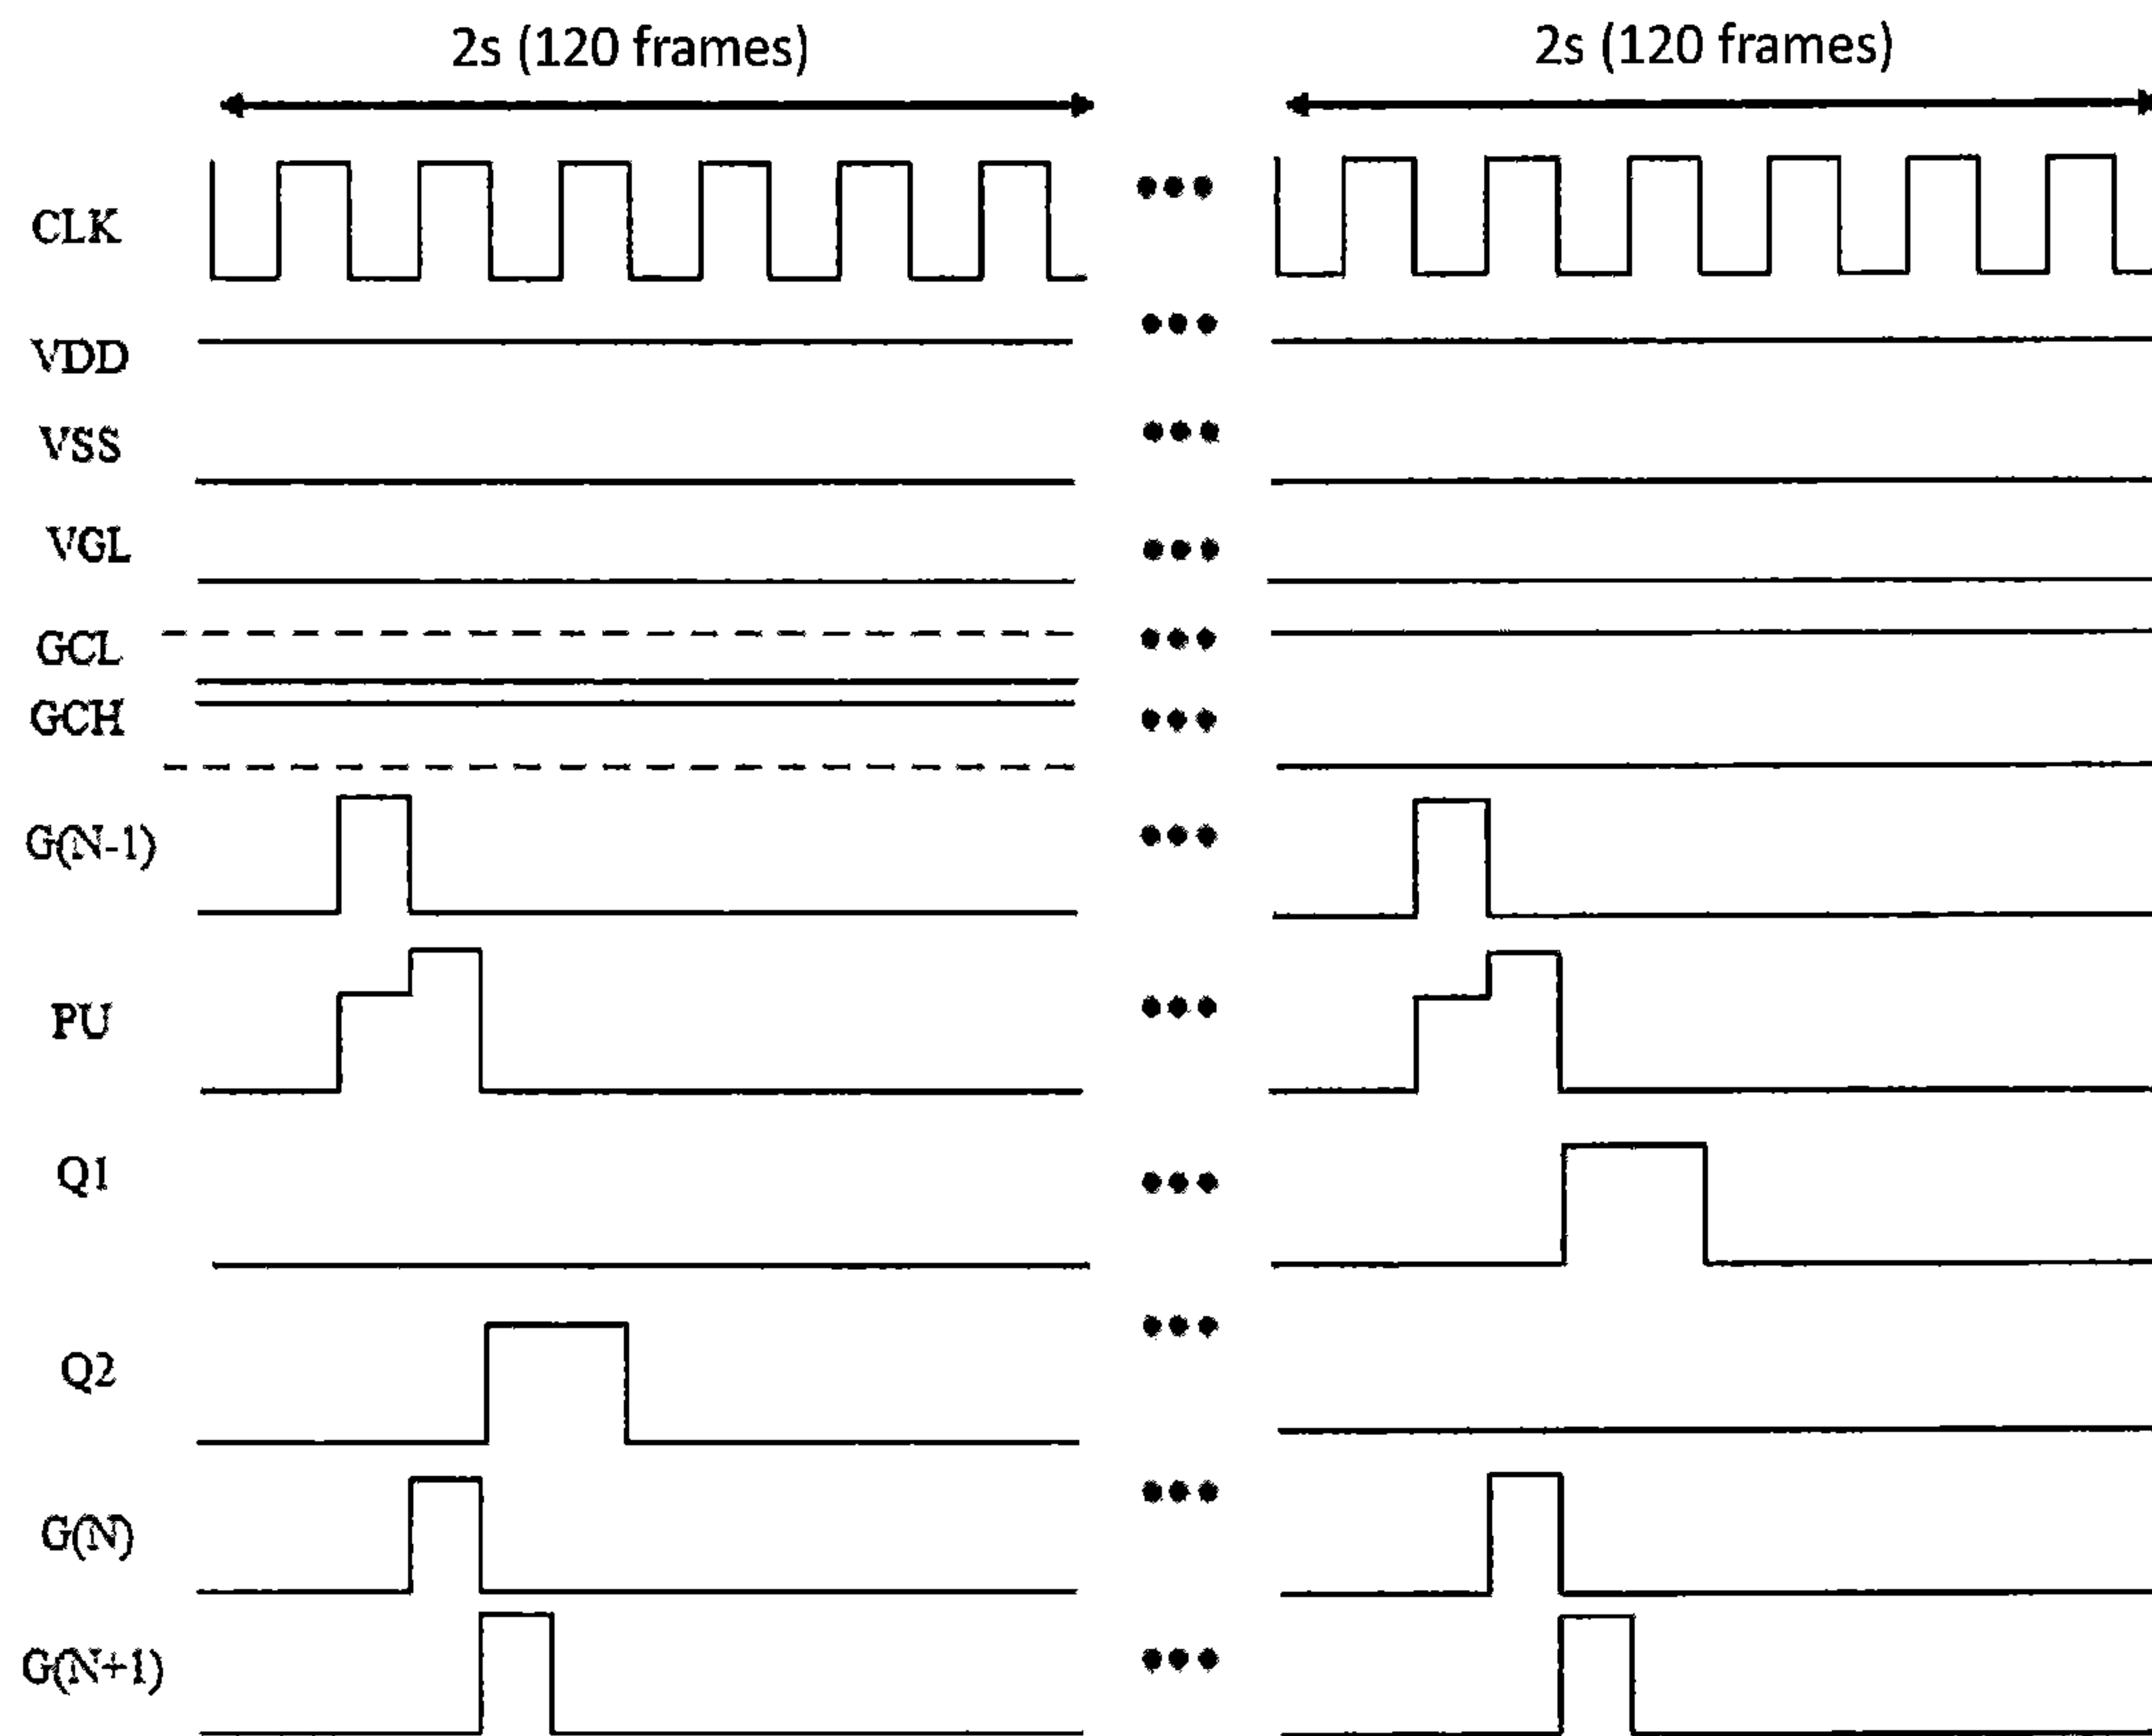 2s (120 frames)
2s (120 frames)
CLK
VDD
VSS
VGL
GCL
GCH
G(N-1)
PU
Q1
Q2
G(N)
G(N+1)